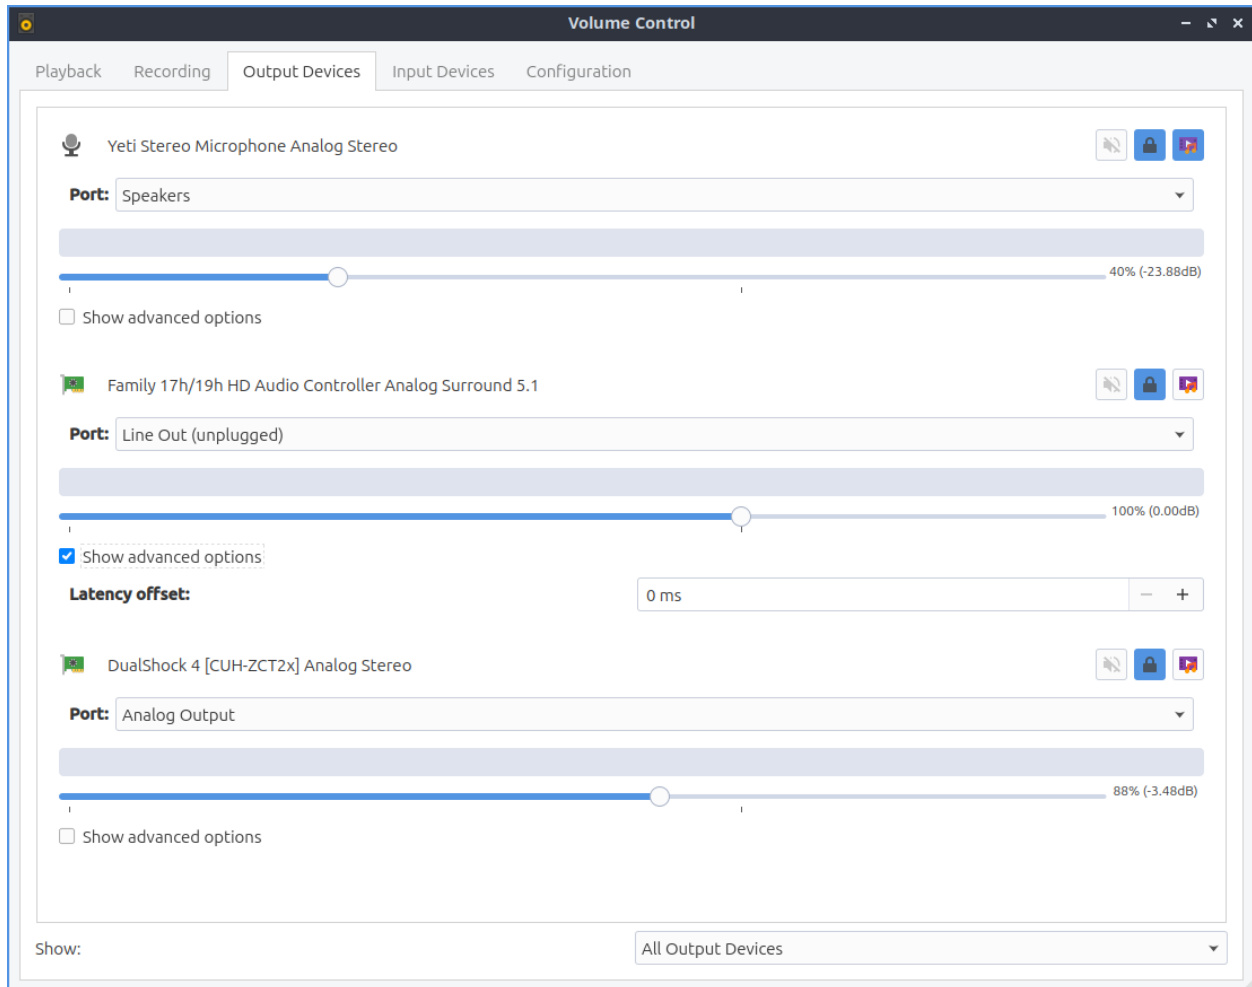 Volume Control
Playback Recording Output Devices Input Devices Configuration
Yeti Stereo Microphone Analog Stereo
Port: Speakers
40% (-23.88dB)
Show advanced options
Family 17h/19h HD Audio Controller Analog Surround 5.1
Port: Line Out (unplugged)
100% (0.00dB)
Show advanced options
Latency offset: 0 ms
DualShock 4 [CUH-ZCT2x] Analog Stereo
Port: Analog Output
88% (-3.48dB)
Show advanced options
Show: All Output Devices